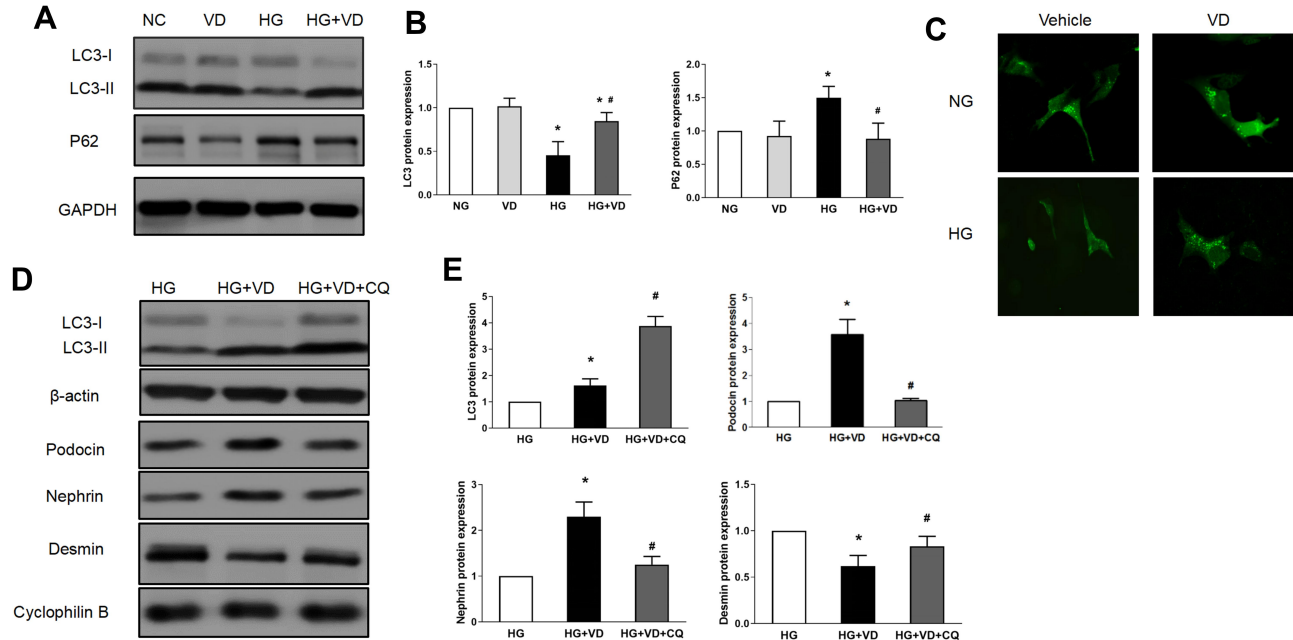 A
NC VD HG HG+VD
LC3-I
LC3-II
P62
GAPDH
B
LC3 protein expression
1.5
1.0
0.5
0.0
* * #
NG VD HG HG+VD
P62 protein expression
2.0
1.5
1.0
0.5
0.0
* #
NG VD HG HG+VD
C
Vehicle VD
NG
HG
D
HG HG+VD HG+VD+CQ
LC3-I
LC3-II
β-actin
Podocin
Nephrin
Desmin
Cyclophilin B
E
LC3 protein expression
5
4
3
2
1
0
* #
HG HG+VD HG+VD+CQ
Podocin protein expression
5
4
3
2
1
0
* #
HG HG+VD HG+VD+CQ
Nephrin protein expression
3
2
1
0
* #
HG HG+VD HG+VD+CQ
Desmin protein expression
1.5
1.0
0.5
0.0
* #
HG HG+VD HG+VD+CQ